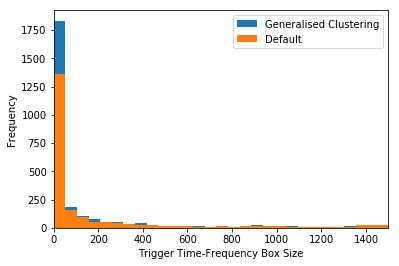 Generalised Clustering
Default
1750
1500
1250
1000
750
500
250
0
Frequency
0 200 400 600 800 1000 1200 1400
Trigger Time-Frequency Box Size